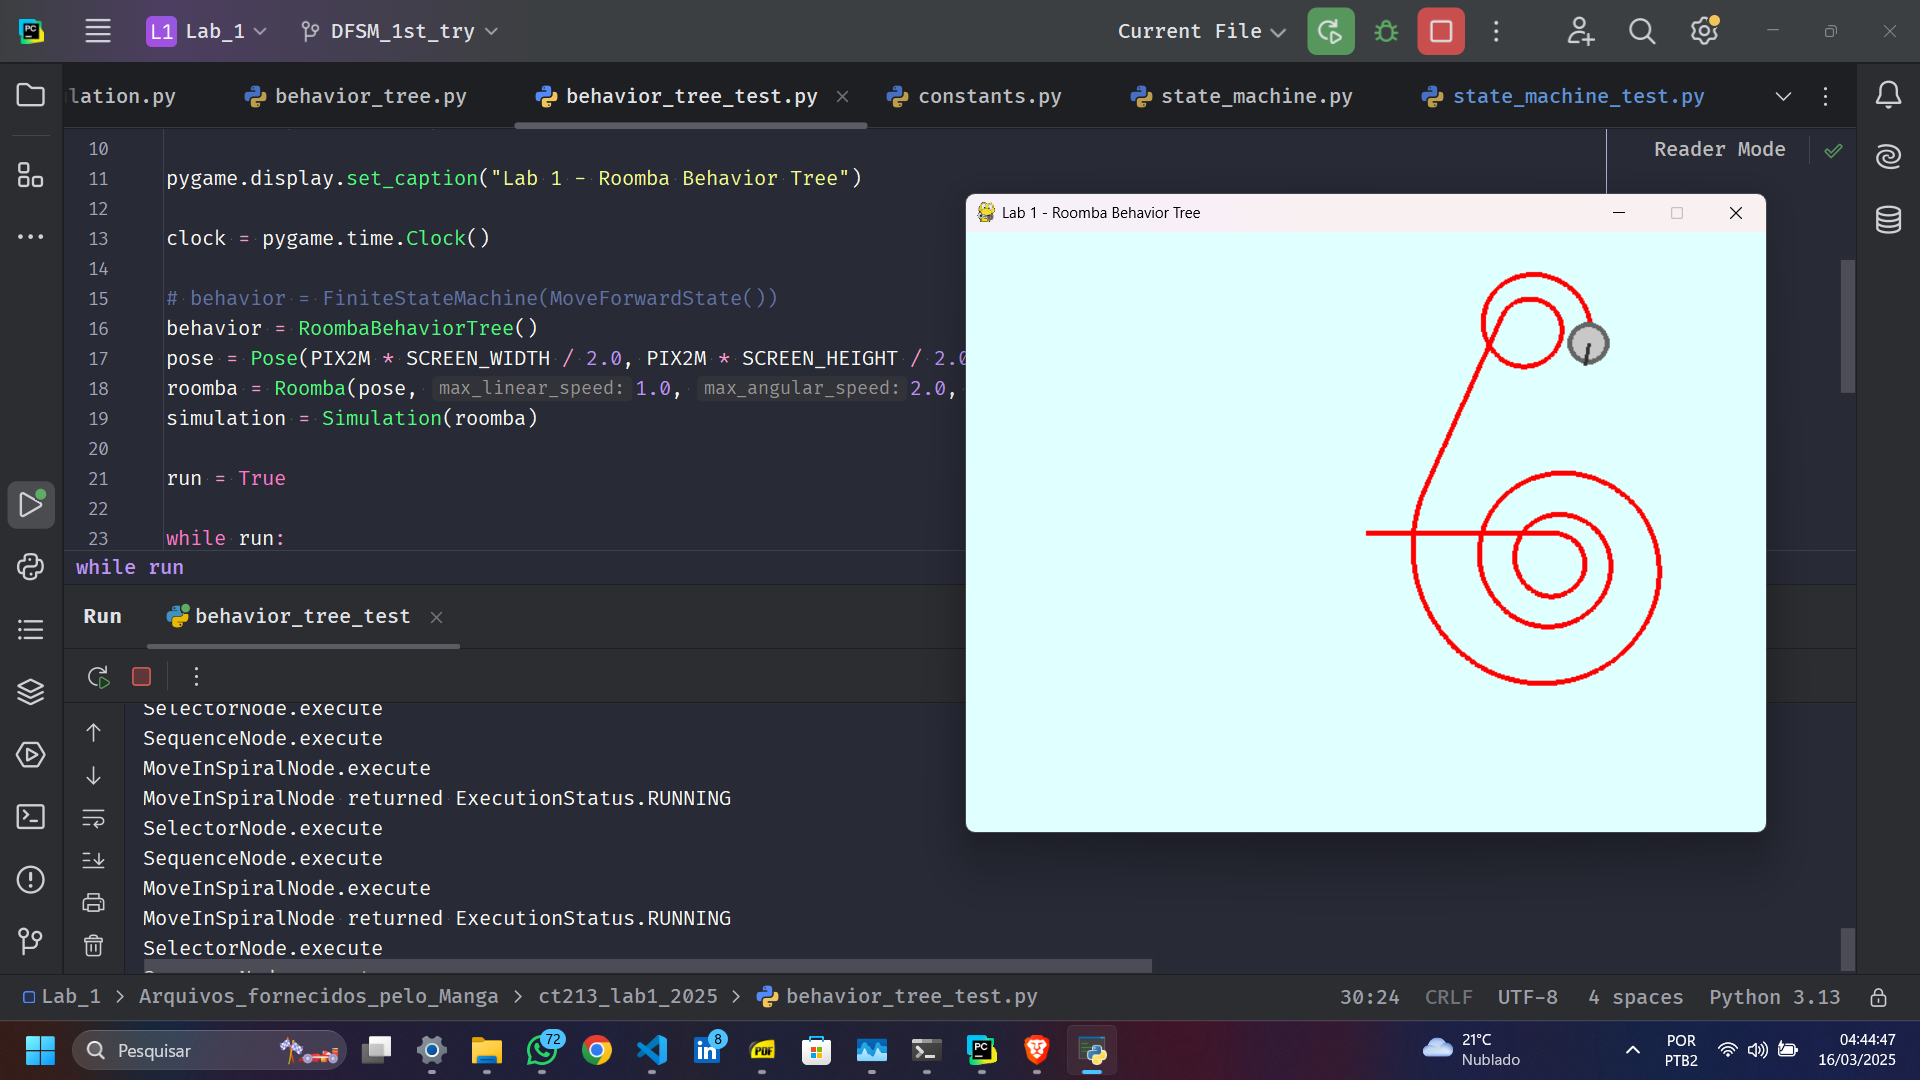 PC
L1 Lab_1
DFSM_1st_try
Current File
lation.py
behavior_tree.py
behavior_tree_test.py
constants.py
state_machine.py
state_machine_test.py
Reader Mode
10
11 pygame.display.set_caption("Lab 1 - Roomba Behavior Tree")
12
13 clock = pygame.time.Clock()
14
15 # behavior = FiniteStateMachine(MoveForwardState())
16 behavior = RoombaBehaviorTree()
17 pose = Pose(PIX2M * SCREEN_WIDTH / 2.0, PIX2M * SCREEN_HEIGHT / 2.0
18 roomba = Roomba(pose, max_linear_speed: 1.0, max_angular_speed: 2.0,
19 simulation = Simulation(roomba)
20
21 run = True
22
23 while run:
while run
Lab 1 - Roomba Behavior Tree
Run
behavior_tree_test
SelectorNode.execute
SequenceNode.execute
MoveInSpiralNode.execute
MoveInSpiralNode returned ExecutionStatus.RUNNING
SelectorNode.execute
SequenceNode.execute
MoveInSpiralNode.execute
MoveInSpiralNode returned ExecutionStatus.RUNNING
SelectorNode.execute
Lab_1 > Arquivos_fornecidos_pelo_Manga > ct213_lab1_2025 > behavior_tree_test.py
30:24 CRLF UTF-8 4 spaces Python 3.13
Pesquisar
72
8
PDF
PC
21°C
Nublado
POR
PTB2
04:44:47
16/03/2025